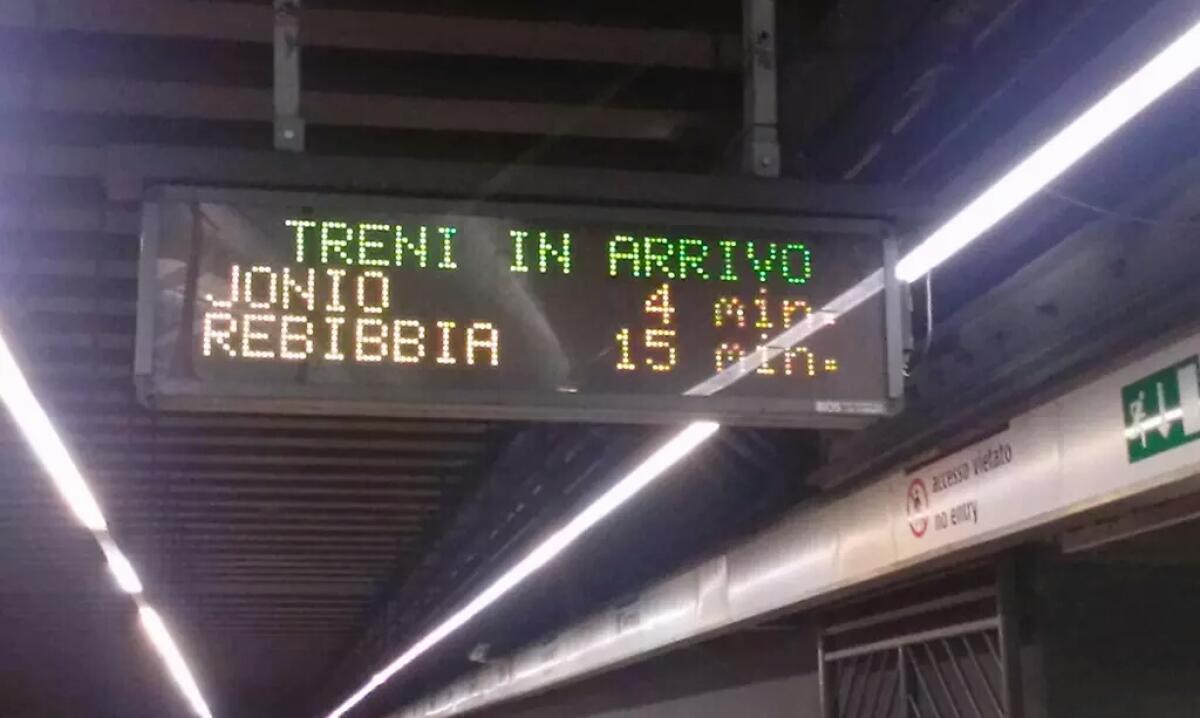 TRENI IN ARRIVO
JONIO 4 min.
REBIBBIA 15 min.
accesso vietato
no entry